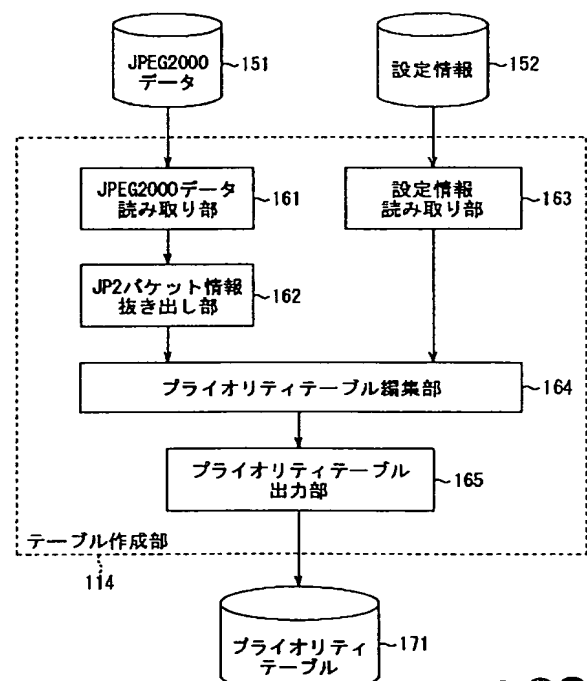 JPEG2000
データ
151
設定情報
152
JPEG2000データ
読み取り部
161
設定情報
読み取り部
163
JP2パケット情報
抜き出し部
162
プライオリティテーブル編集部
164
プライオリティテーブル
出力部
165
テーブル作成部
114
プライオリティ
テーブル
171